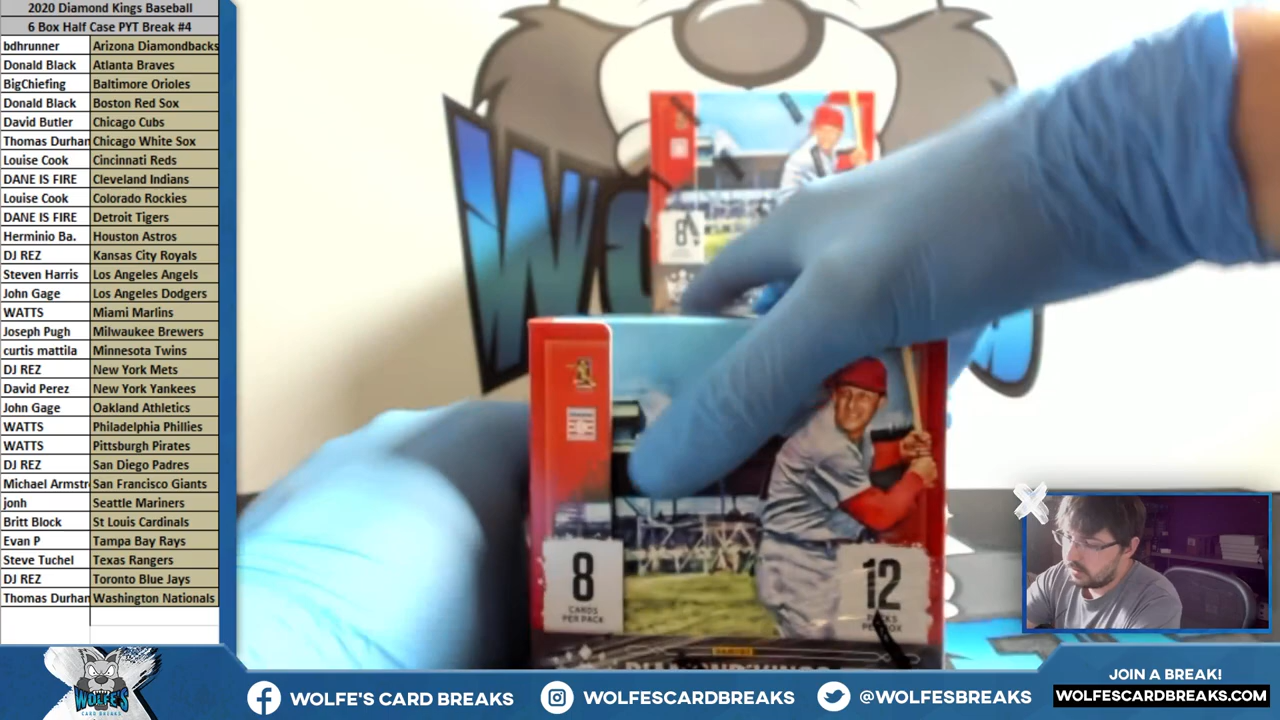 2020 Diamond Kings Baseball
6 Box Half Case PYT Break #4
bdhrunner Arizona Diamondbacks
Donald Black Atlanta Braves
BigChiefing Baltimore Orioles
Donald Black Boston Red Sox
David Butler Chicago Cubs
Thomas Durhan Chicago White Sox
Louise Cook Cincinnati Reds
DANE IS FIRE Cleveland Indians
Louise Cook Colorado Rockies
DANE IS FIRE Detroit Tigers
Herminio Ba. Houston Astros
DJ REZ Kansas City Royals
Steven Harris Los Angeles Angels
John Gage Los Angeles Dodgers
WATTS Miami Marlins
Joseph Pugh Milwaukee Brewers
curtis mattila Minnesota Twins
DJ REZ New York Mets
David Perez New York Yankees
John Gage Oakland Athletics
WATTS Philadelphia Phillies
WATTS Pittsburgh Pirates
DJ REZ San Diego Padres
Michael Armstr San Francisco Giants
jonh Seattle Mariners
Britt Block St Louis Cardinals
Evan P Tampa Bay Rays
Steve Tuchel Texas Rangers
DJ REZ Toronto Blue Jays
Thomas Durhan Washington Nationals
8
8
CARDS
PER PACK
12
PANINI
WOLFE'S
CARD BREAKS
WOLFE'S CARD BREAKS
WOLFESCARDBREAKS
@WOLFESBREAKS
JOIN A BREAK!
WOLFESCARDBREAKS.COM